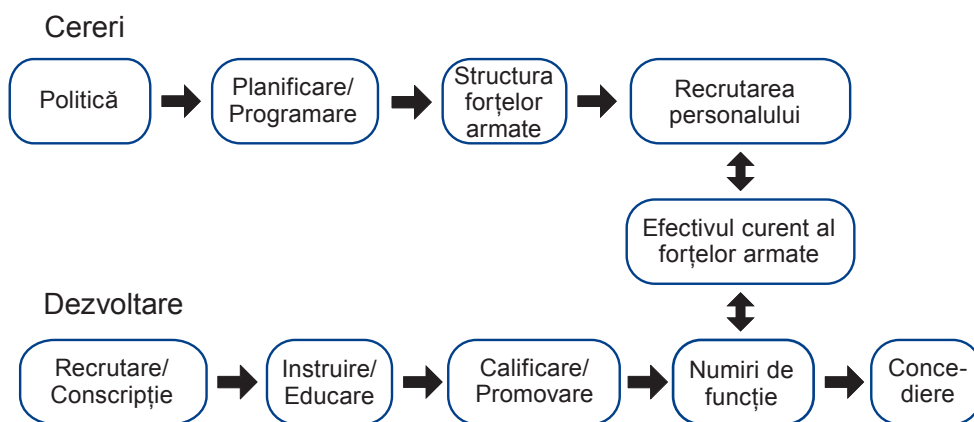 Cereri
Politică
Planificare/
Programare
Structura
forțelor
armate
Recrutarea
personalului
Efectivul curent al
forțelor armate
Dezvoltare
Recrutare/
Conscripție
Instruire/
Educare
Calificare/
Promovare
Numiri de
funcție
Conce-
diere